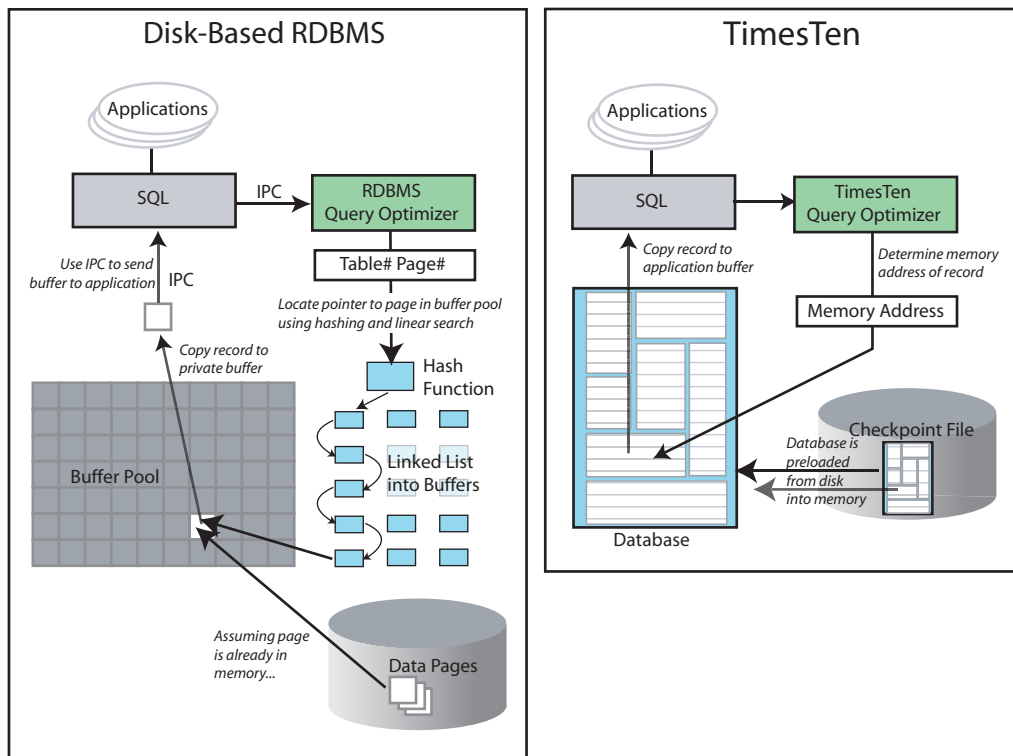 Disk-Based RDBMS
Applications
SQL
IPC
RDBMS
Query Optimizer
Table# Page#
Use IPC to send
buffer to application
IPC
Locate pointer to page in buffer pool
using hashing and linear search
Copy record to
private buffer
Hash
Function
Buffer Pool
Linked List
into Buffers
Assuming page
is already in
memory...
Data Pages
TimesTen
Applications
SQL
TimesTen
Query Optimizer
Copy record to
application buffer
Determine memory
address of record
Memory Address
Checkpoint File
Database is
preloaded
from disk
into memory
Database